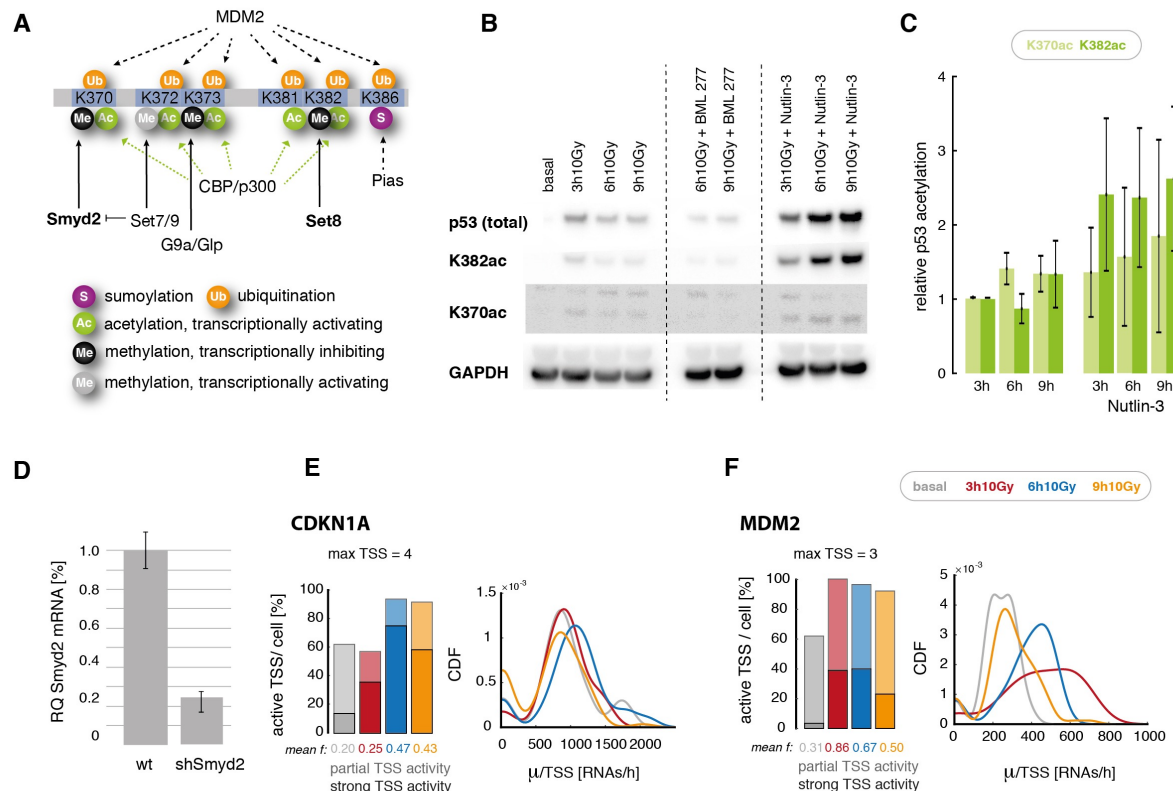 A
MDM2
Ub Ub Ub Ub Ub Ub
K370 K372 K373 K381 K382 K386
Me Ac Me Ac Me Ac Ac Me Ac S
CBP/p300
Pias
Smyd2 Set7/9 Set8
G9a/Glp
S sumoylation Ub ubiquitination
Ac acetylation, transcriptionally activating
Me methylation, transcriptionally inhibiting
Me methylation, transcriptionally activating
B
basal
3h10Gy
6h10Gy
9h10Gy
6h10Gy + BML 277
9h10Gy + BML 277
3h10Gy + Nutlin-3
6h10Gy + Nutlin-3
9h10Gy + Nutlin-3
p53 (total)
K382ac
K370ac
GAPDH
C
K370ac K382ac
relative p53 acetylation
4
3
2
1
0
3h 6h 9h 3h 6h 9h
Nutlin-3
D
RQ Smyd2 mRNA [%]
1.0
0.8
0.6
0.4
0.2
0
wt shSmyd2
E
CDKN1A
max TSS = 4
active TSS/ cell [%]
100
80
60
40
20
0
mean f: 0.20 0.25 0.47 0.43
partial TSS activity
strong TSS activity
CDF
×10⁻³
1.5
1
0.5
0
0 500 1000 1500 2000
μ/TSS [RNAs/h]
F
basal 3h10Gy 6h10Gy 9h10Gy
MDM2
max TSS = 3
active TSS / cell [%]
100
80
60
40
20
0
mean f: 0.31 0.86 0.67 0.50
partial TSS activity
strong TSS activity
CDF
×10⁻³
5
4
3
2
1
0
0 200 400 600 800 1000
μ/TSS [RNAs/h]